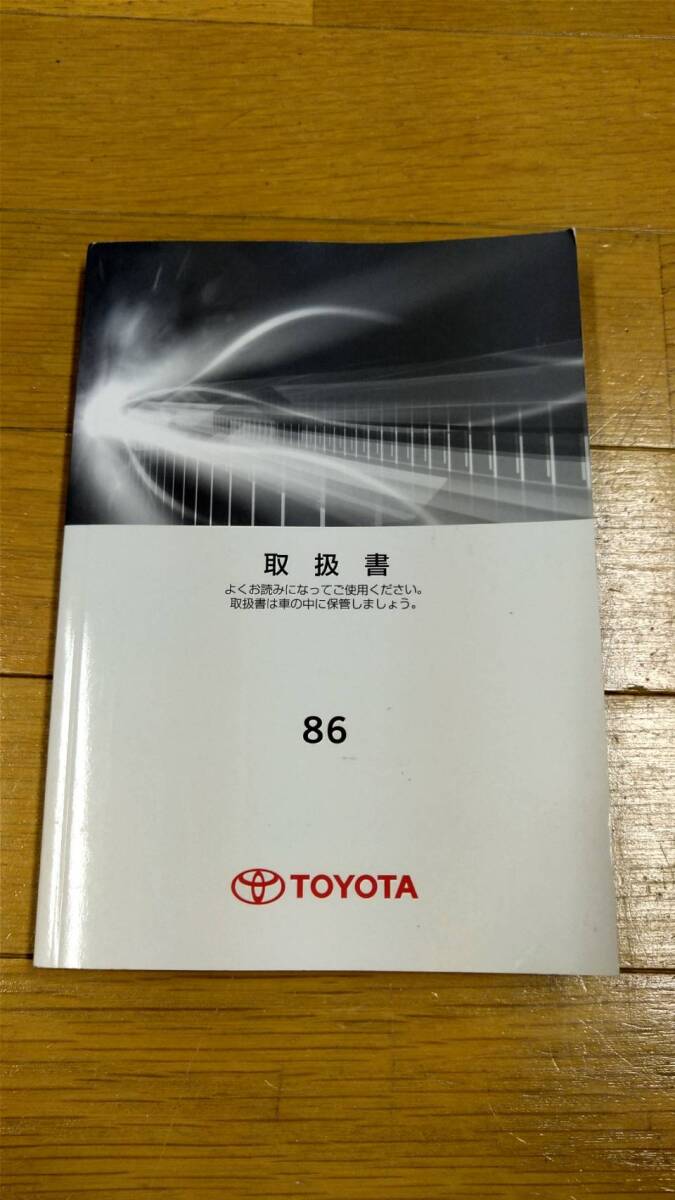 取扱書
よくお読みになってご使用ください。
取扱書は車の中に保管しましょう。
86
TOYOTA